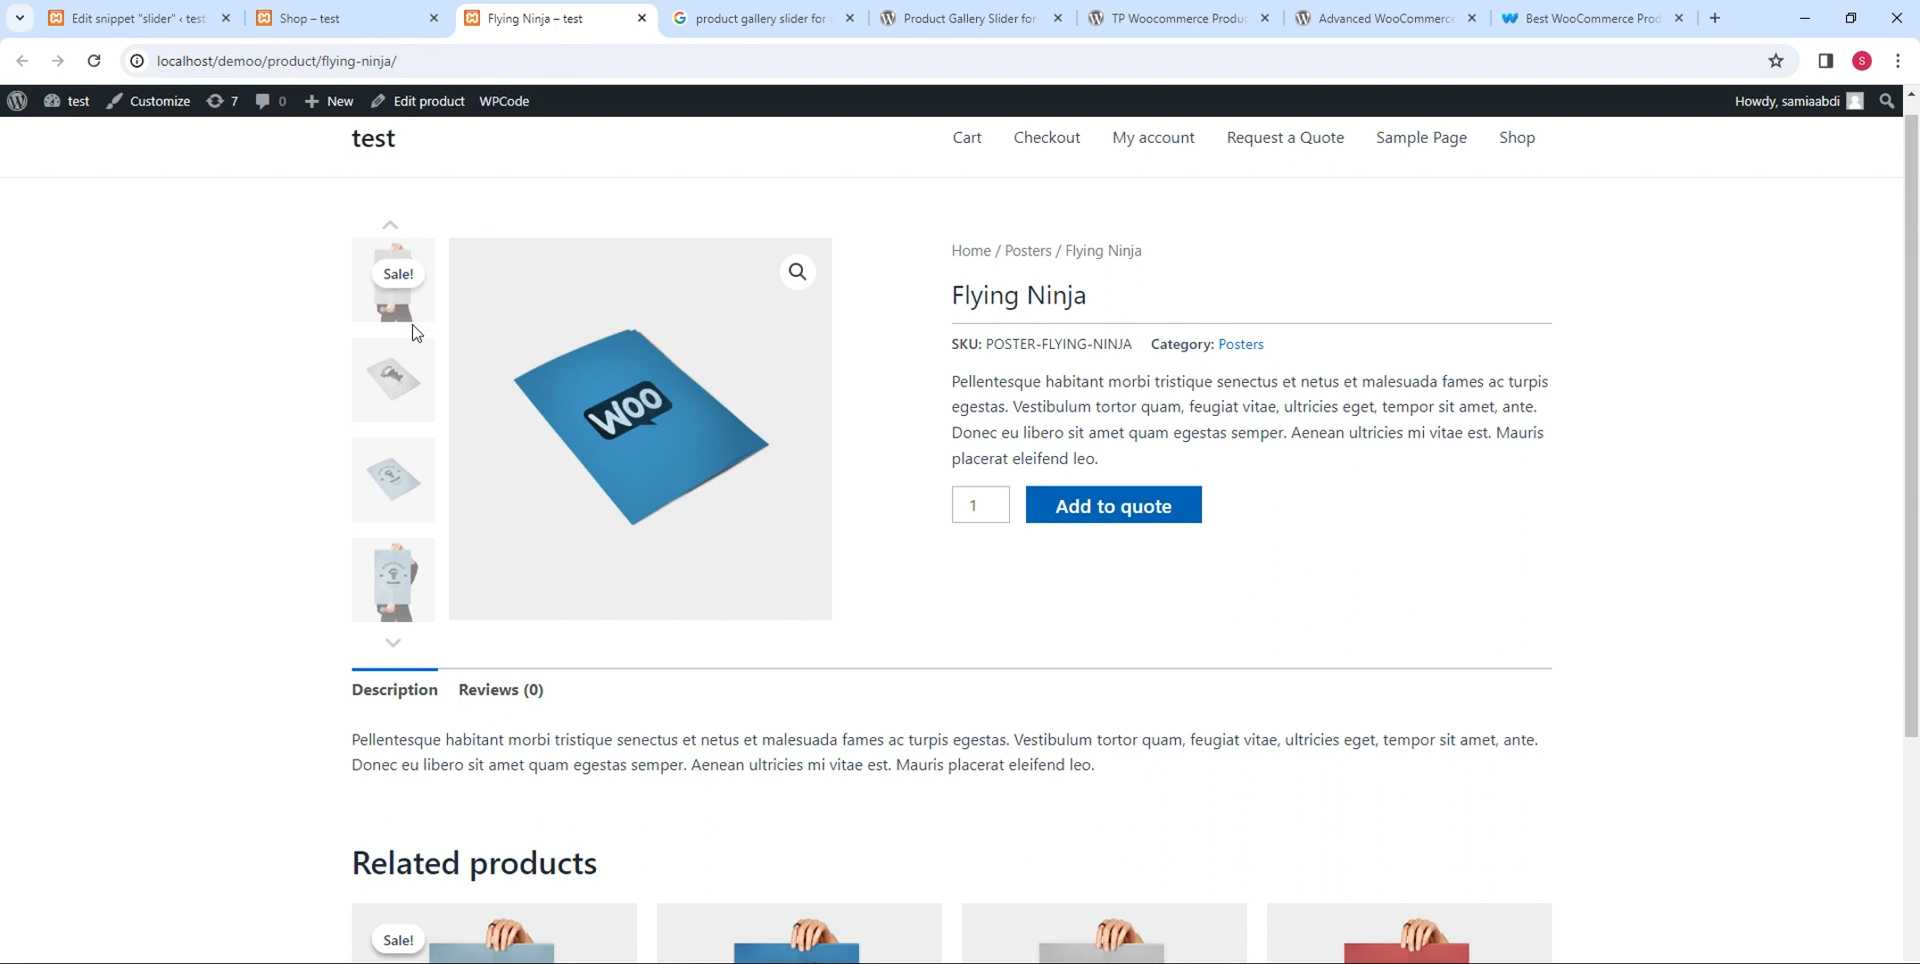 Edit snippet "slider" ‹ test
Shop – test
Flying Ninja – test
product gallery slider for
Product Gallery Slider for
TP Woocommerce Produc
Advanced WooCommerce
Best WooCommerce Prod
localhost/demoo/product/flying-ninja/
S
test
Customize
7
0
New
Edit product
WPCode
Howdy, samiaabdi
test
Cart
Checkout
My account
Request a Quote
Sample Page
Shop
Sale!
WOO
Home / Posters / Flying Ninja
Flying Ninja
SKU: POSTER-FLYING-NINJA
Category: Posters
Pellentesque habitant morbi tristique senectus et netus et malesuada fames ac turpis
egestas. Vestibulum tortor quam, feugiat vitae, ultricies eget, tempor sit amet, ante.
Donec eu libero sit amet quam egestas semper. Aenean ultricies mi vitae est. Mauris
placerat eleifend leo.
1
Add to quote
Description
Reviews (0)
Pellentesque habitant morbi tristique senectus et netus et malesuada fames ac turpis egestas. Vestibulum tortor quam, feugiat vitae, ultricies eget, tempor sit amet, ante.
Donec eu libero sit amet quam egestas semper. Aenean ultricies mi vitae est. Mauris placerat eleifend leo.
Related products
Sale!